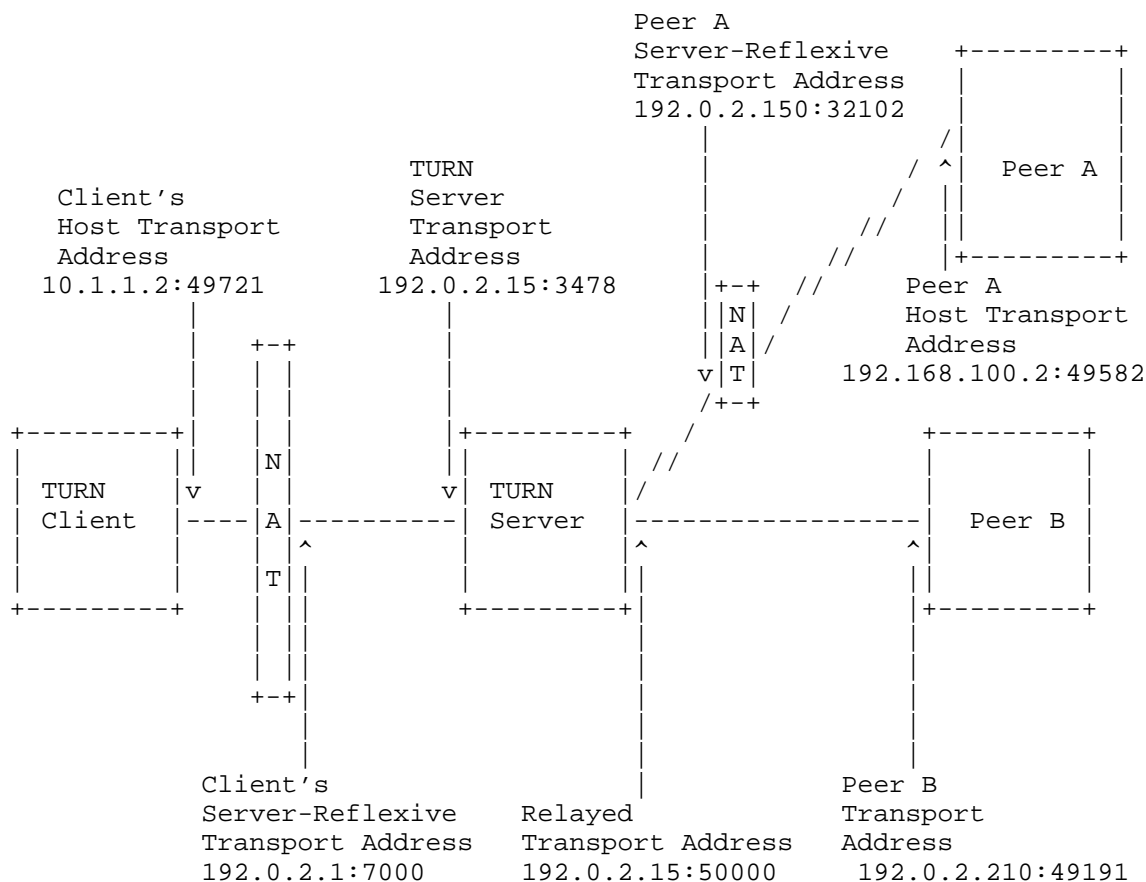 Peer A
Server-Reflexive
Transport Address
192.0.2.150:32102
TURN
Server
Transport
Address
192.0.2.15:3478
Client's
Host Transport
Address
10.1.1.2:49721
Peer A
Peer A
Host Transport
Address
192.168.100.2:49582
N
A
T
TURN
Client
N
A
T
TURN
Server
Peer B
Client's
Server-Reflexive
Transport Address
192.0.2.1:7000
Relayed
Transport Address
192.0.2.15:50000
Peer B
Transport
Address
192.0.2.210:49191